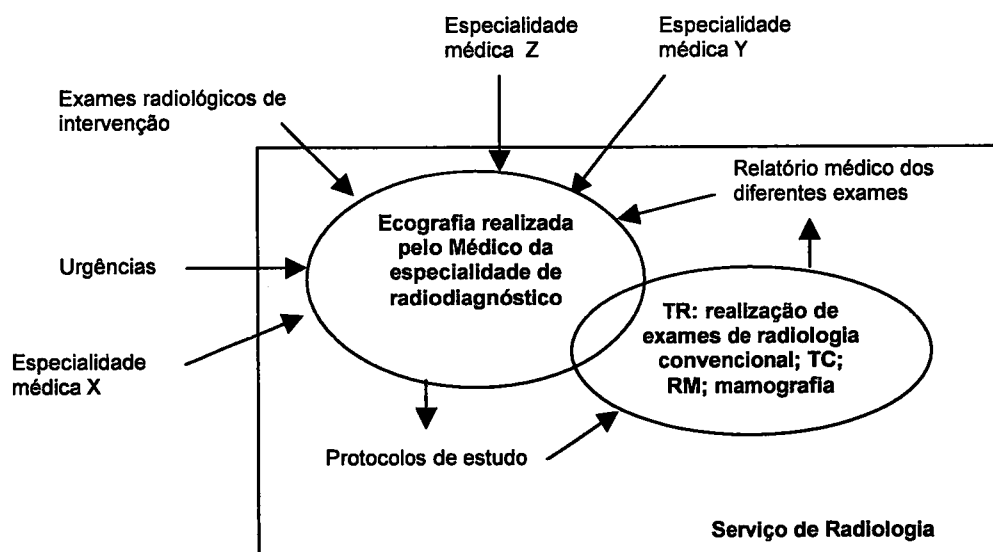 Especialidade
médica Z
Especialidade
médica Y
Exames radiológicos de
intervenção
Relatório médico dos
diferentes exames
Ecografia realizada
pelo Médico da
especialidade de
radiodiagnóstico
Urgências
TR: realização de
exames de radiologia
convencional; TC;
RM; mamografia
Especialidade
médica X
Protocolos de estudo
Serviço de Radiologia